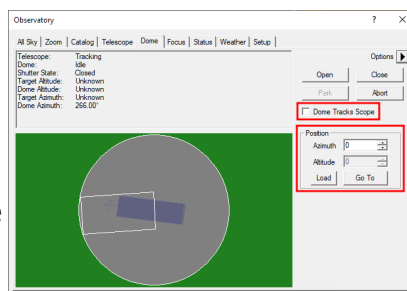 Observatory
? ×
All Sky Zoom Catalog Telescope Dome Focus Status Weather Setup
Telescope: Tracking
Dome: Idle
Shutter State: Closed
Target Altitude: Unknown
Dome Altitude: Unknown
Target Azimuth: Unknown
Dome Azimuth: 266.00°
Options
Open Close
Park Abort
Dome Tracks Scope
Position
Azimuth 0
Altitude 0
Load Go To